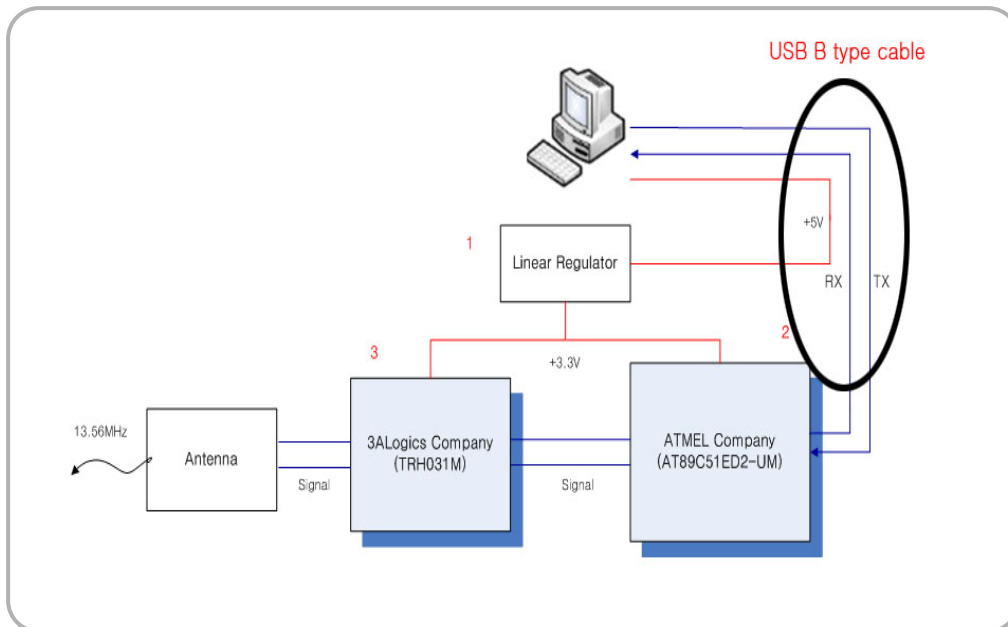 USB B type cable
+5V
1
Linear Regulator
RX
TX
2
3
+3.3V
13.56MHz
Antenna
Signal
3ALogics Company
(TRH031M)
Signal
ATMEL Company
(AT89C51ED2-UM)